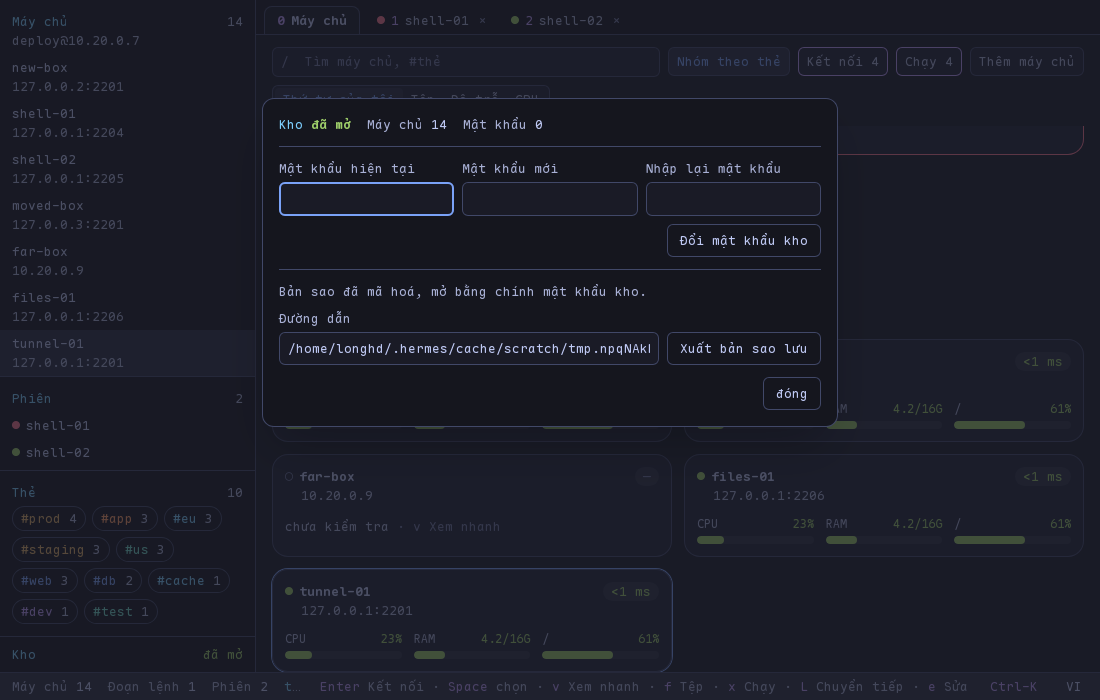 Máy chủ 14
deploy@10.20.0.7
new-box
127.0.0.2:2201
shell-01
127.0.0.1:2204
shell-02
127.0.0.1:2205
moved-box
127.0.0.3:2201
far-box
10.20.0.9
files-01
127.0.0.1:2206
tunnel-01
127.0.0.1:2201
Phiên 2
shell-01
shell-02
Thẻ 10
#prod 4 #app 3 #eu 3
#staging 3 #us 3
#web 3 #db 2 #cache 1
#dev 1 #test 1
Kho đã mở
0 Máy chủ 1 shell-01 × 2 shell-02 ×
/ Tìm máy chủ, #thẻ Nhóm theo thẻ Kết nối 4 Chạy 4 Thêm máy chủ
Kho đã mở Máy chủ 14 Mật khẩu 0
Mật khẩu hiện tại Mật khẩu mới Nhập lại mật khẩu
Đổi mật khẩu kho
Bản sao đã mã hoá, mở bằng chính mật khẩu kho.
Đường dẫn
/home/longhd/.hermes/cache/scratch/tmp.npqNAk Xuất bản sao lưu
đóng
<1 ms
4.2/16G / 61%
far-box —
10.20.0.9
chưa kiểm tra · v Xem nhanh
files-01 <1 ms
127.0.0.1:2206
CPU 23% RAM 4.2/16G / 61%
tunnel-01 <1 ms
127.0.0.1:2201
CPU 23% RAM 4.2/16G / 61%
Máy chủ 14 Đoạn lệnh 1 Phiên 2 t… Enter Kết nối · Space chọn · v Xem nhanh · f Tệp · x Chạy · L Chuyển tiếp · e Sửa Ctrl-K VI